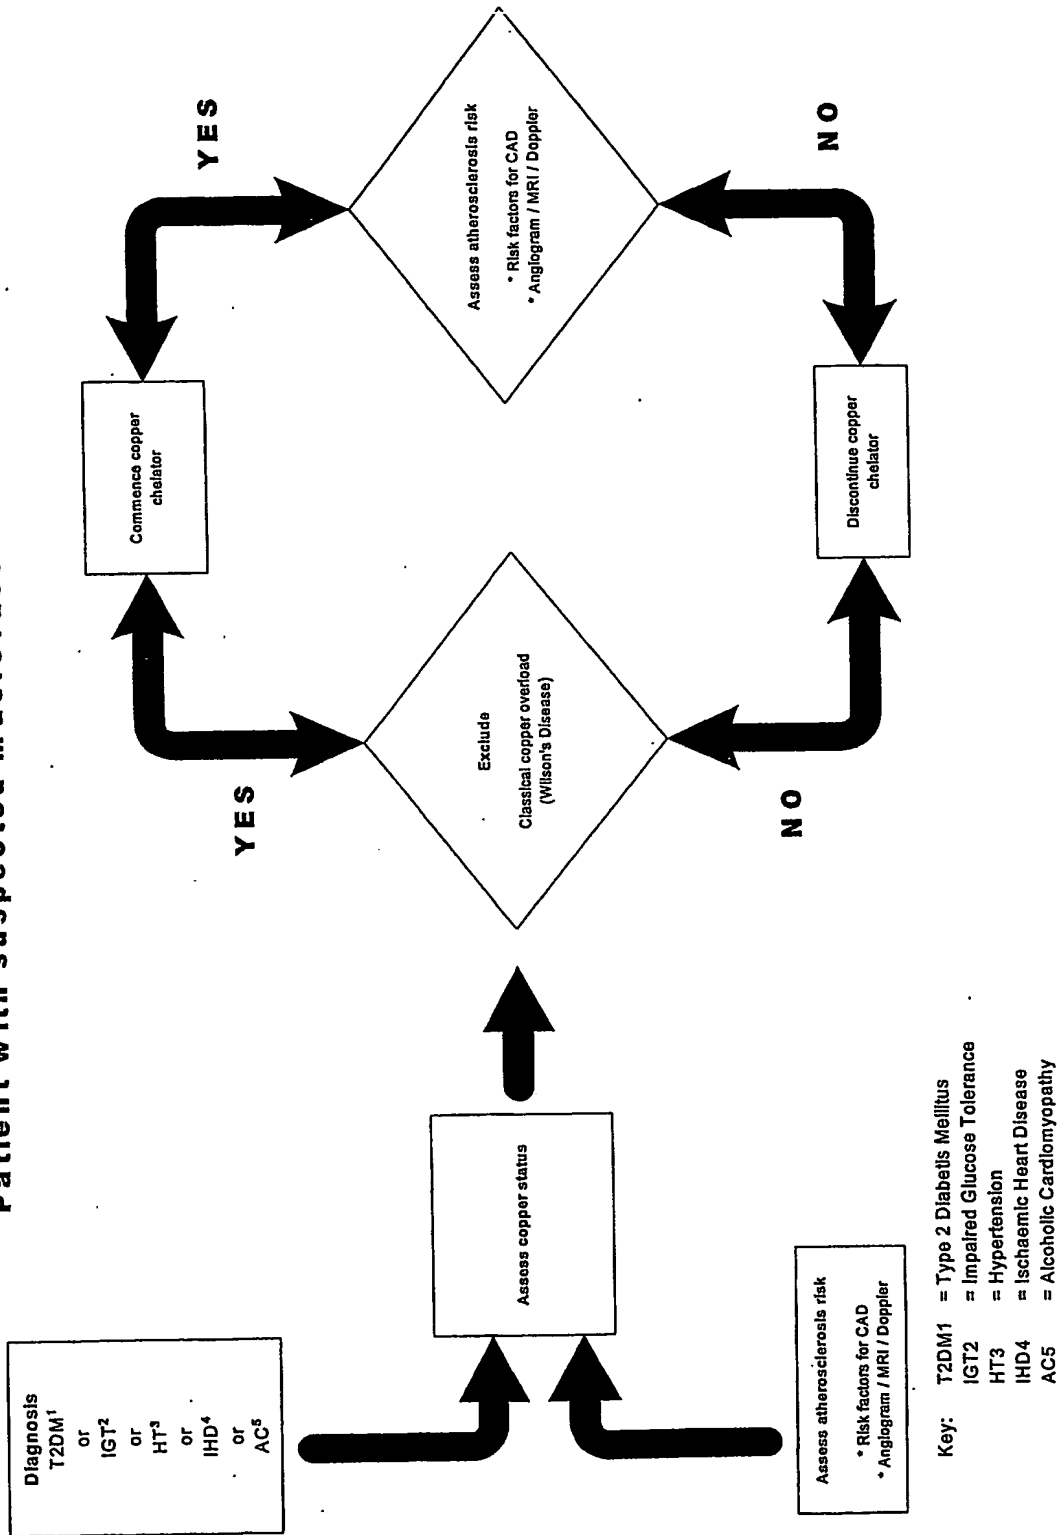 Patient with suspected
Diagnosis
T2DM¹
or
IGT²
or
HT³
or
IHD⁴
or
AC⁵
Assess atherosclerosis risk
* Risk factors for CAD
* Angiogram / MRI / Doppler
Assess copper status
Exclude
Classical copper overload
(Wilson's Disease)
YES
NO
Commence copper
chelator
Discontinue copper
chelator
YES
NO
Assess atherosclerosis risk
* Risk factors for CAD
* Angiogram / MRI / Doppler
Key: T2DM1 = Type 2 Diabetis Mellitus
IGT2 = Impaired Glucose Tolerance
HT3 = Hypertension
IHD4 = Ischaemic Heart Disease
AC5 = Alcoholic Cardiomyopathy